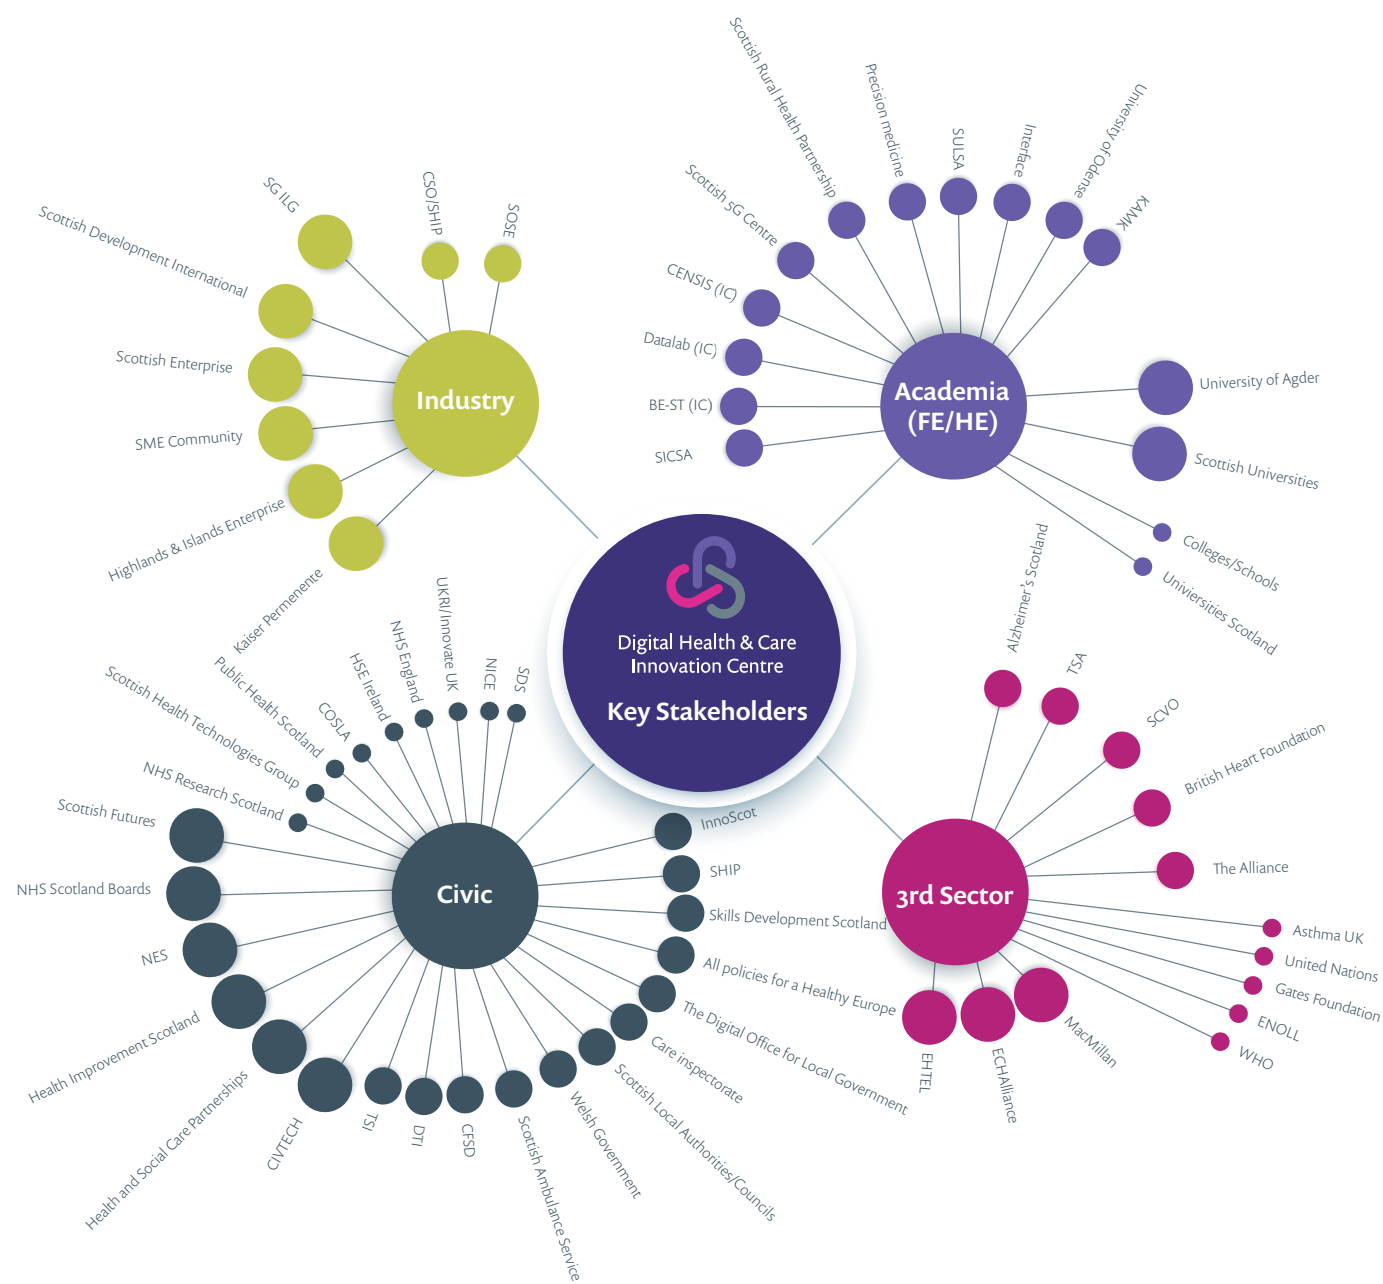 Digital Health & Care
Innovation Centre
Key Stakeholders
Industry
SOSE
CSO/SHIP
SG ILG
Scottish Development International
Scottish Enterprise
SME Community
Highlands & Islands Enterprise
Kaiser Permenente
Academia
(FE/HE)
SICSA
BE-ST (IC)
Datalab (IC)
CENSIS (IC)
Scottish 5G Centre
Scottish Rural Health Partnership
Precision medicine
SULSA
Interface
University of Odense
KAMK
University of Agder
Scottish Universities
Colleges/Schools
Univiersities Scotland
Civic
SDS
NICE
UKRI/Innovate UK
NHS England
HSE Ireland
COSLA
Public Health Scotland
Scottish Health Technologies Group
NHS Research Scotland
Scottish Futures
NHS Scotland Boards
NES
Health Improvement Scotland
Health and Social Care Partnerships
CIVTECH
TSI
DTI
CFSD
Scottish Ambulance Service
Welsh Government
Scottish Local Authorities/Councils
Care inspectorate
The Digital Office for Local Government
All policies for a Healthy Europe
Skills Development Scotland
SHIP
InnoScot
3rd Sector
Alzheimer's Scotland
TSA
SCVO
British Heart Foundation
The Alliance
Asthma UK
United Nations
Gates Foundation
ENOLL
WHO
MacMillan
ECHAlliance
EHTEL